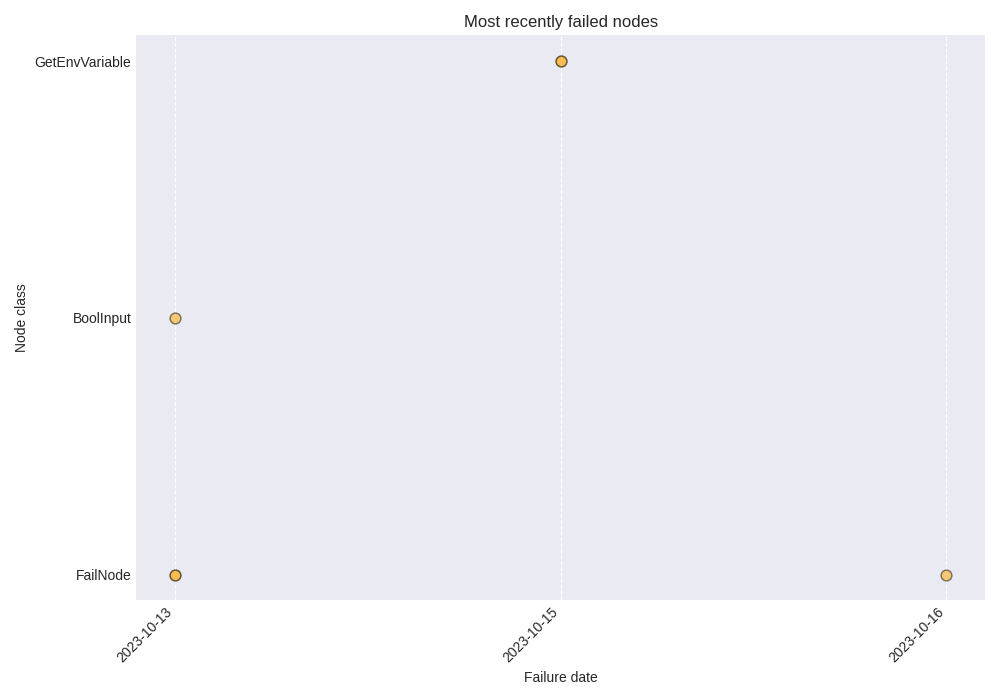 Most recently failed nodes
GetEnvVariable
BoolInput
FailNode
Node class
2023-10-13
2023-10-15
2023-10-16
Failure date